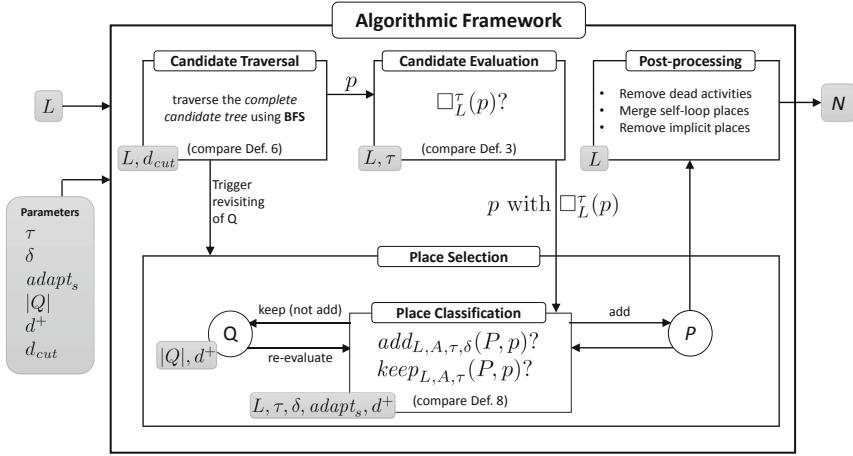 Algorithmic Framework
Candidate Traversal
traverse the complete
candidate tree using BFS
(compare Def. 6)
L, d_cut
p
Candidate Evaluation
□_L^τ(p)?
(compare Def. 3)
L, τ
Post-processing
• Remove dead activities
• Merge self-loop places
• Remove implicit places
L
L
N
Parameters
τ
δ
adapt_s
|Q|
d⁺
d_cut
Trigger
revisiting
of Q
p with □_L^τ(p)
Place Selection
Q
|Q|, d⁺
keep (not add)
re-evaluate
Place Classification
add_{L,A,τ,δ}(P, p)?
keep_{L,A,τ}(P, p)?
(compare Def. 8)
L, τ, δ, adapt_s, d⁺
add
P